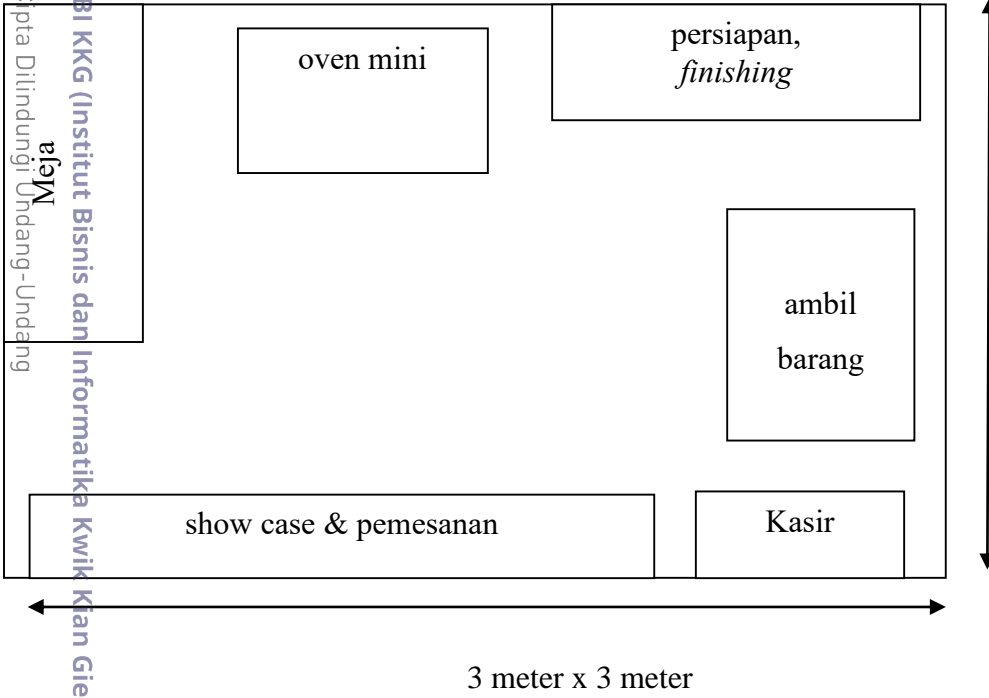 oven mini
persiapan,
finishing
Meja
ambil
barang
show case & pemesanan
Kasir
3 meter x 3 meter
ipta Dilindungi Undang-Undang
BI KKG (Institut Bisnis dan Informatika Kwik Kian Gie